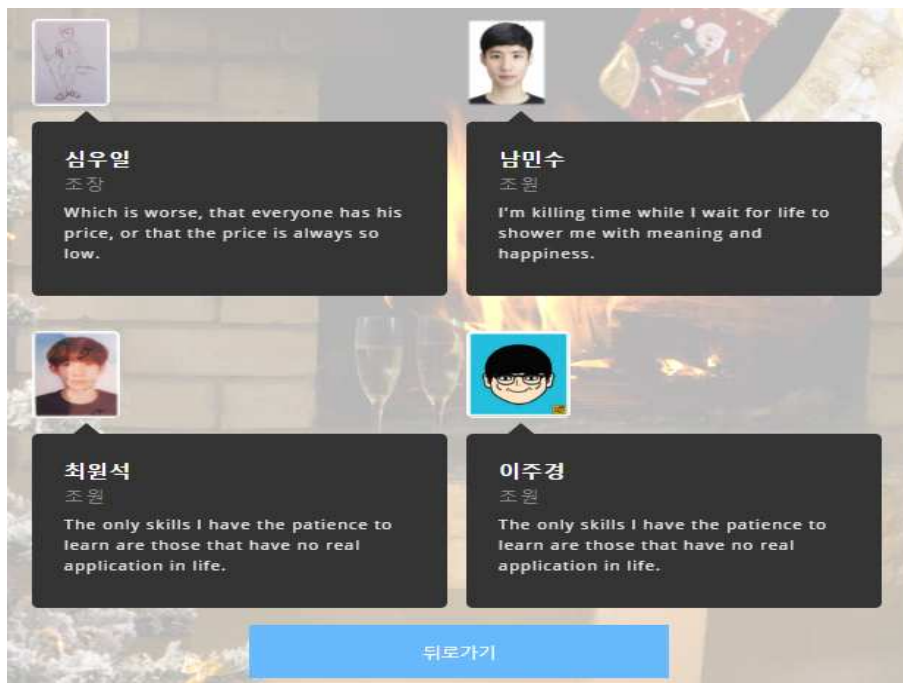 심우일
조장
Which is worse, that everyone has his
price, or that the price is always so
low.
남민수
조원
I'm killing time while I wait for life to
shower me with meaning and
happiness.
최원석
조원
The only skills I have the patience to
learn are those that have no real
application in life.
이주경
조원
The only skills I have the patience to
learn are those that have no real
application in life.
뒤로가기